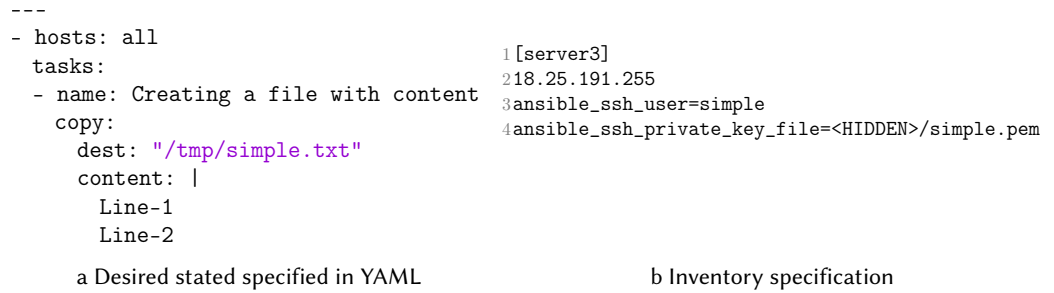 ---
- hosts: all
  tasks:
  - name: Creating a file with content
    copy:
      dest: "/tmp/simple.txt"
      content: |
        Line-1
        Line-2
a Desired stated specified in YAML
1 [server3]
2 18.25.191.255
3 ansible_ssh_user=simple
4 ansible_ssh_private_key_file=<HIDDEN>/simple.pem
b Inventory specification